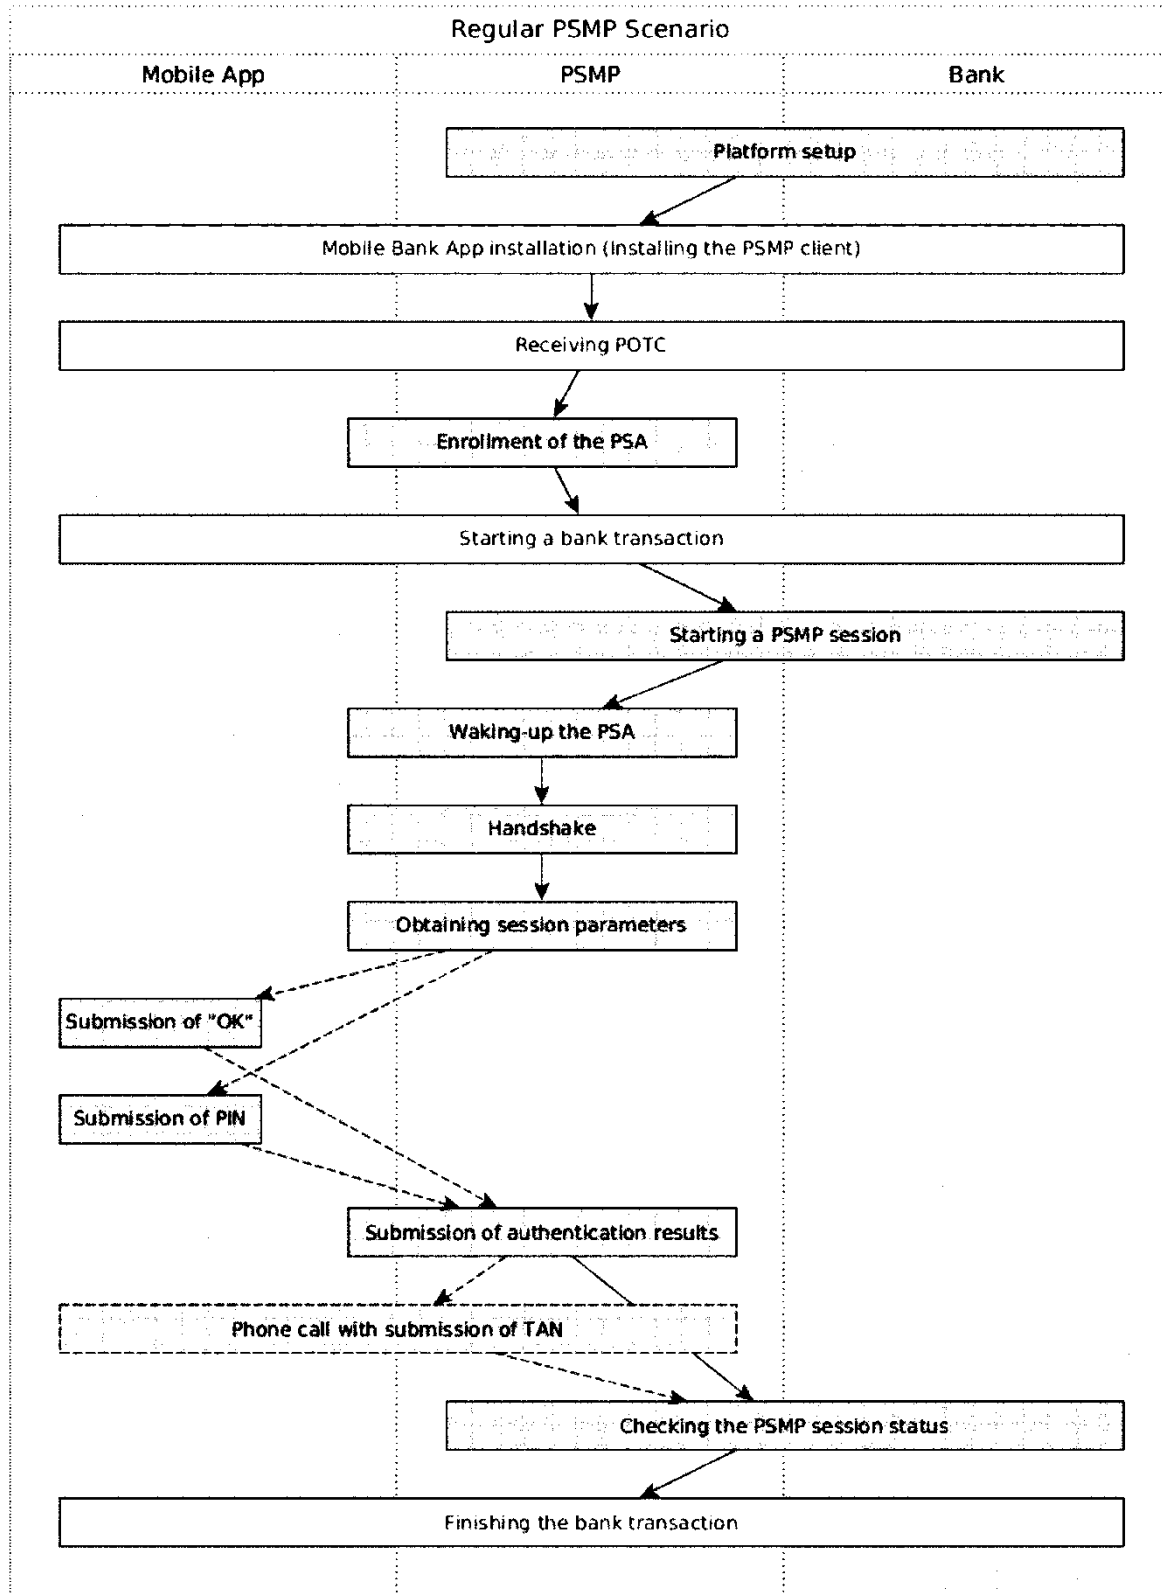 Regular PSMP Scenario
Mobile App
PSMP
Bank
Platform setup
Mobile Bank App installation (Installing the PSMP client)
Receiving POTC
Enrollment of the PSA
Starting a bank transaction
Starting a PSMP session
Waking-up the PSA
Handshake
Obtaining session parameters
Submission of "OK"
Submission of PIN
Submission of authentication results
Phone call with submission of TAN
Checking the PSMP session status
Finishing the bank transaction